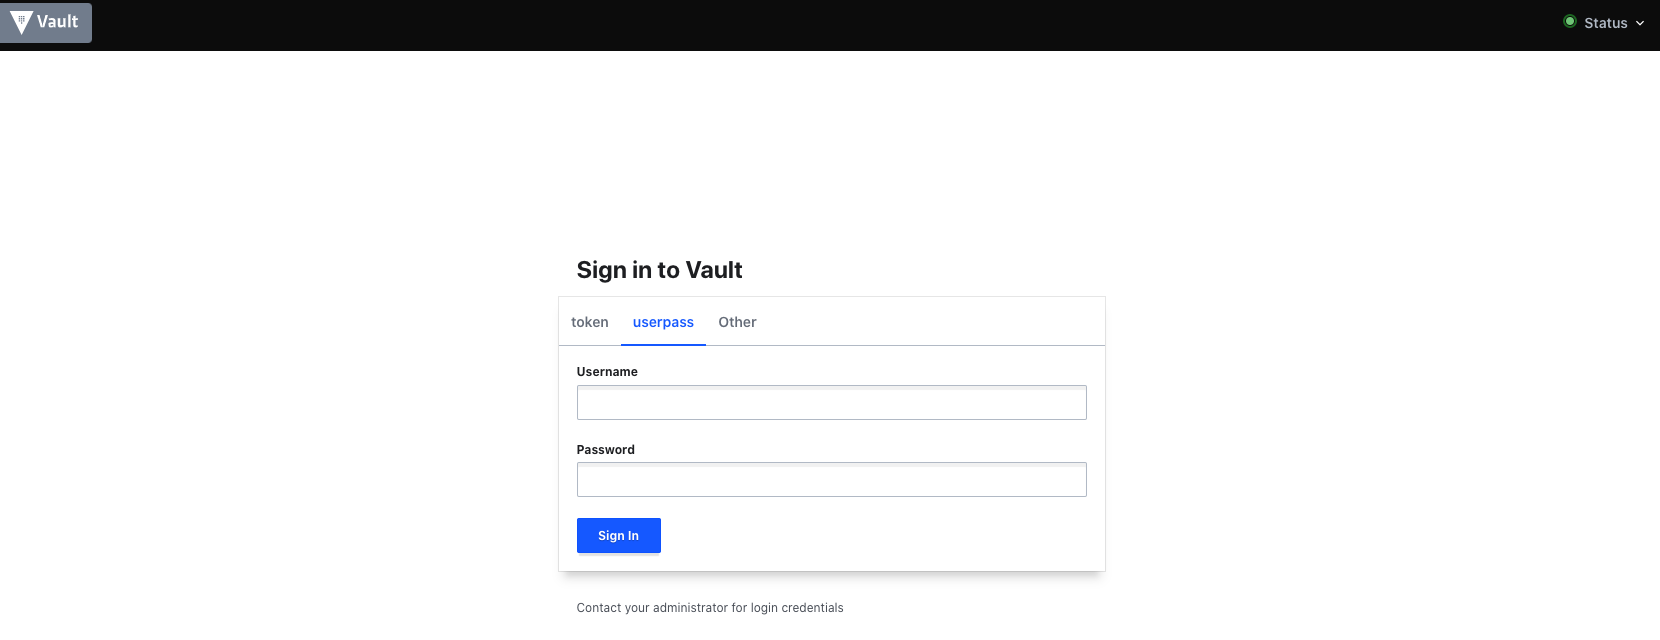 Vault
Status
Sign in to Vault
token userpass Other
Username
Password
Sign In
Contact your administrator for login credentials